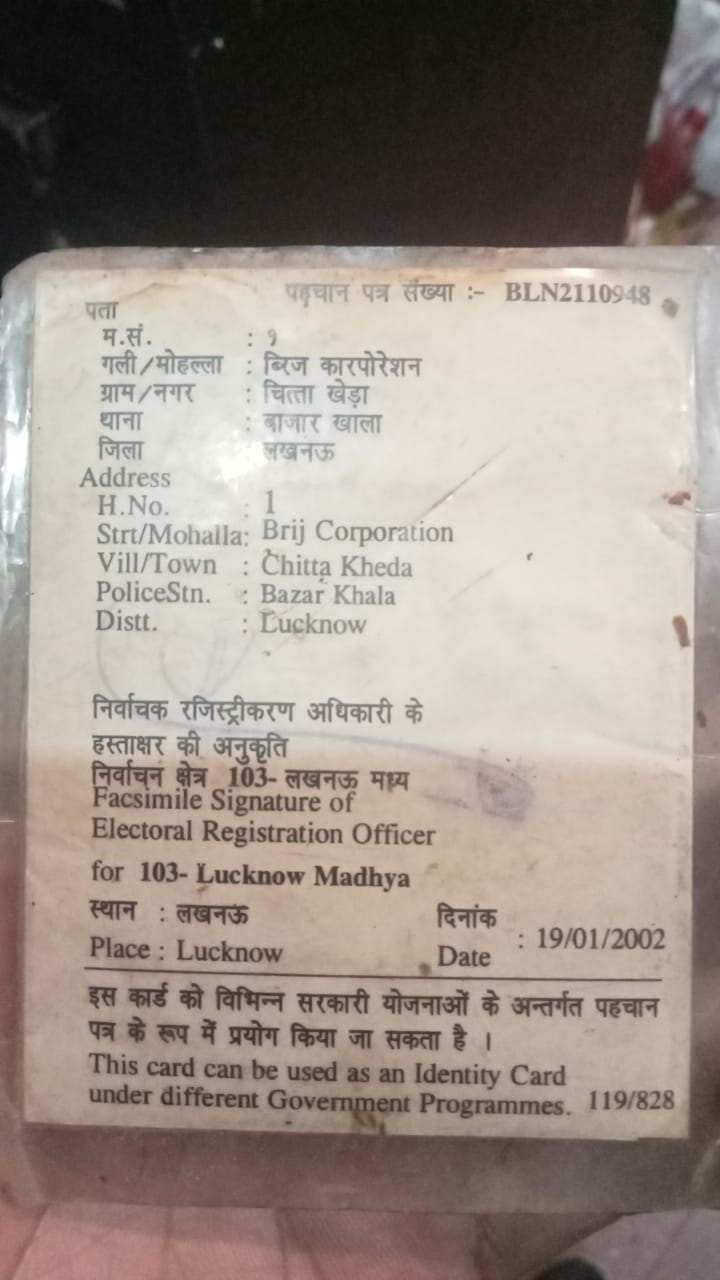 पहचान पत्र संख्या :- BLN2110948
पता
म.सं. : १
गली/मोहल्ला : ब्रिज कारपोरेशन
ग्राम/नगर : चित्ता खेड़ा
थाना : बाजार खाला
जिला : लखनऊ
Address
H.No. : 1
Strt/Mohalla: Brij Corporation
Vill/Town : Chitta Kheda
PoliceStn. : Bazar Khala
Distt. : Lucknow
निर्वाचक रजिस्ट्रीकरण अधिकारी के
हस्ताक्षर की अनुकृति
निर्वाचन क्षेत्र 103- लखनऊ मध्य
Facsimile Signature of
Electoral Registration Officer
for 103- Lucknow Madhya
स्थान : लखनऊ दिनांक
Place : Lucknow Date : 19/01/2002
इस कार्ड को विभिन्न सरकारी योजनाओं के अन्तर्गत पहचान
पत्र के रूप में प्रयोग किया जा सकता है ।
This card can be used as an Identity Card
under different Government Programmes. 119/828